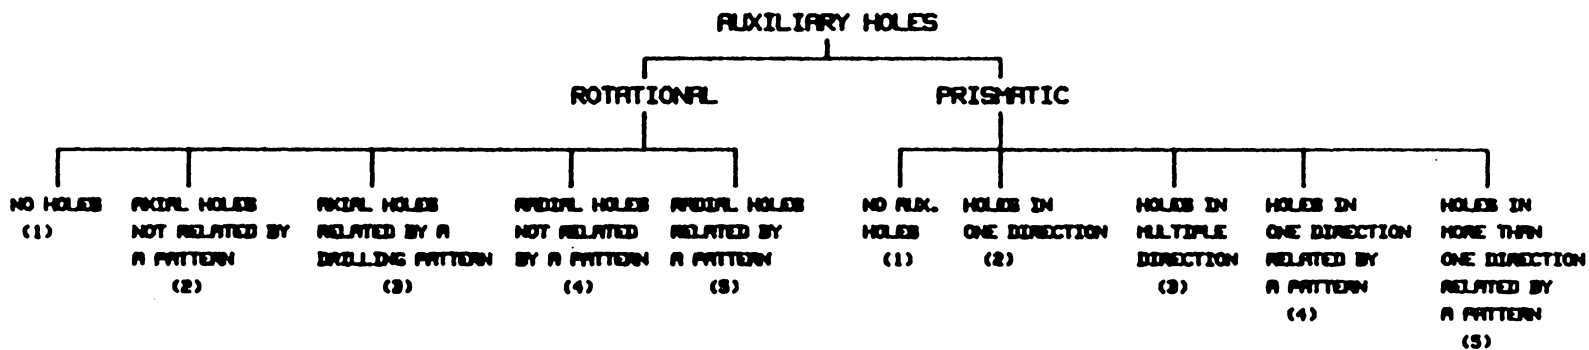 AUXILIARY HOLES
ROTATIONAL
PRISMATIC
NO HOLES
(1)
AXIAL HOLES
NOT RELATED BY
A PATTERN
(2)
AXIAL HOLES
RELATED BY A
DRILLING PATTERN
(3)
RADIAL HOLES
NOT RELATED
BY A PATTERN
(4)
RADIAL HOLES
RELATED BY
A PATTERN
(5)
NO AUX.
HOLES
(1)
HOLES IN
ONE DIRECTION
(2)
HOLES IN
MULTIPLE
DIRECTION
(3)
HOLES IN
ONE DIRECTION
RELATED BY
A PATTERN
(4)
HOLES IN
MORE THAN
ONE DIRECTION
RELATED BY
A PATTERN
(5)